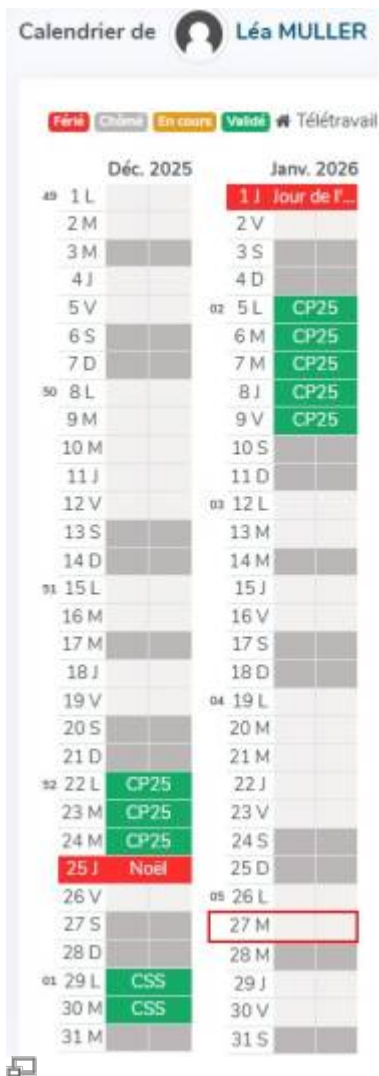 Calendrier de Léa MULLER
Férié Chômé En cours Validé Télétravail
Déc. 2025 Janv. 2026
49 1 L 1 J Jour de l'...
2 M 2 V
3 M 3 S
4 J 4 D
5 V 02 5 L CP25
6 S 6 M CP25
7 D 7 M CP25
50 8 L 8 J CP25
9 M 9 V CP25
10 M 10 S
11 J 11 D
12 V 03 12 L
13 S 13 M
14 D 14 M
51 15 L 15 J
16 M 16 V
17 M 17 S
18 J 18 D
19 V 04 19 L
20 S 20 M
21 D 21 M
52 22 L CP25 22 J
23 M CP25 23 V
24 M CP25 24 S
25 J Noël 25 D
26 V 05 26 L
27 S 27 M
28 D 28 M
01 29 L CSS 29 J
30 M CSS 30 V
31 M 31 S